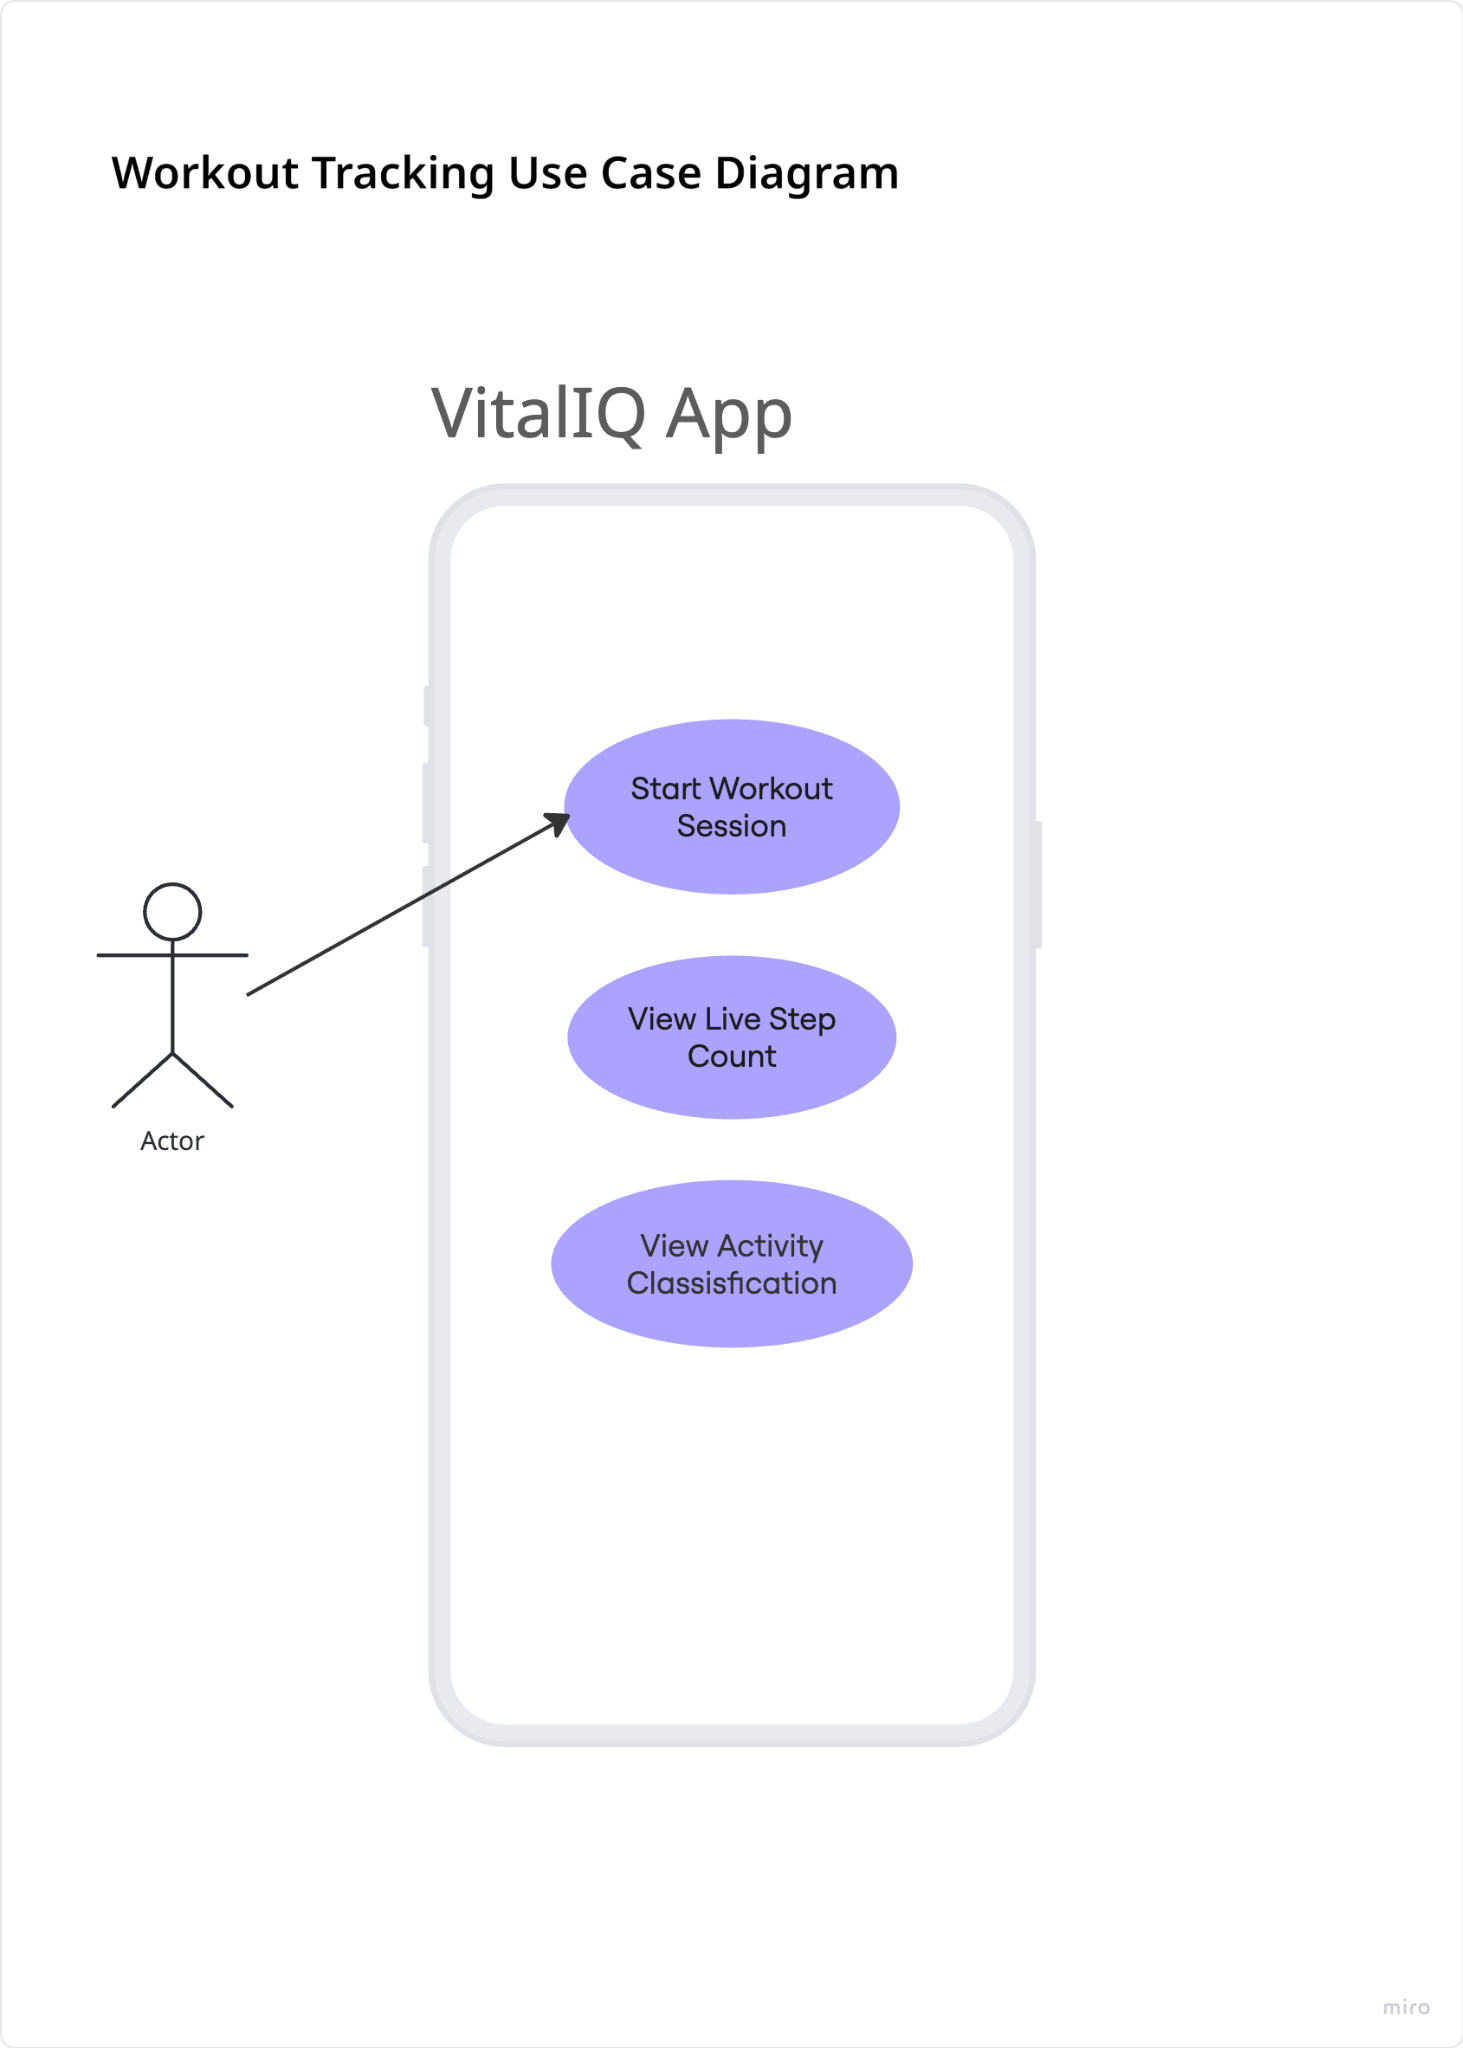 Workout Tracking Use Case Diagram
VitalIQ App
Start Workout
Session
View Live Step
Count
Actor
View Activity
Classisfication
miro